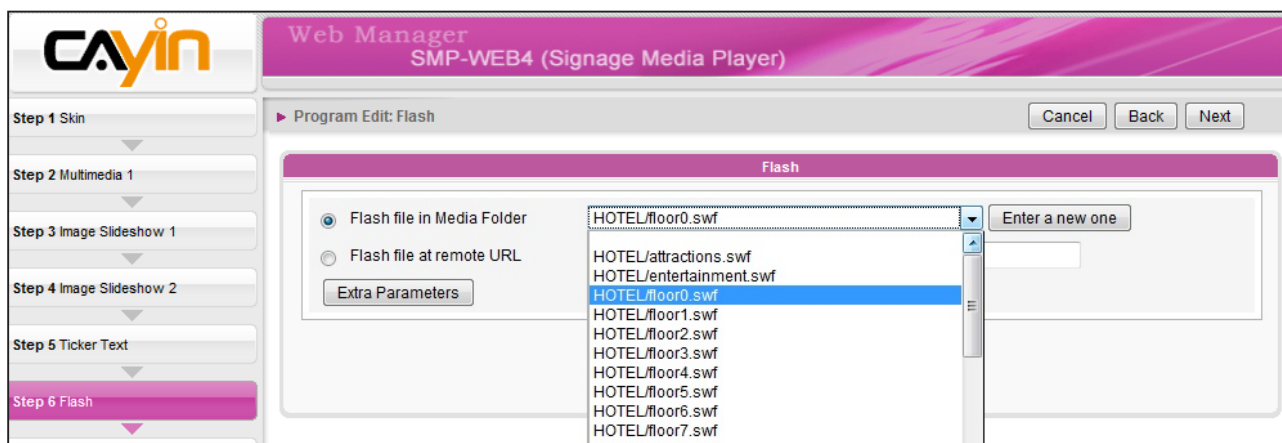 CAYIN
Web Manager
SMP-WEB4 (Signage Media Player)
Step 1 Skin
Step 2 Multimedia 1
Step 3 Image Slideshow 1
Step 4 Image Slideshow 2
Step 5 Ticker Text
Step 6 Flash
Program Edit: Flash
Cancel Back Next
Flash
Flash file in Media Folder HOTEL/floor0.swf Enter a new one
Flash file at remote URL
Extra Parameters
HOTEL/attractions.swf
HOTEL/entertainment.swf
HOTEL/floor0.swf
HOTEL/floor1.swf
HOTEL/floor2.swf
HOTEL/floor3.swf
HOTEL/floor4.swf
HOTEL/floor5.swf
HOTEL/floor6.swf
HOTEL/floor7.swf